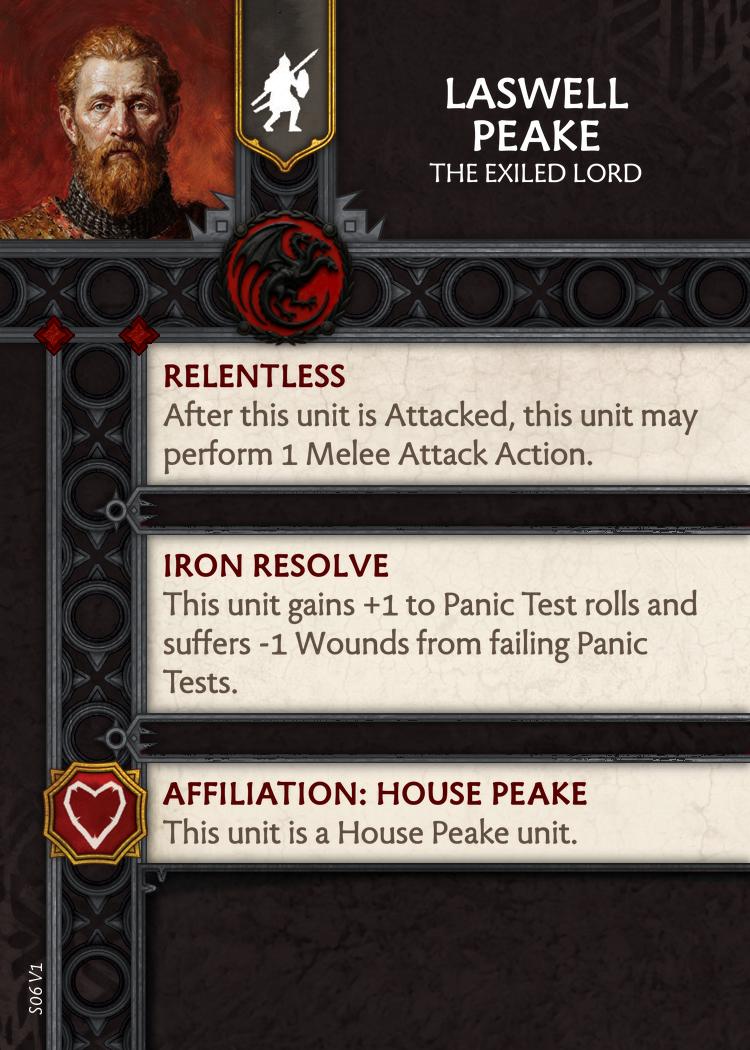 LASWELL
PEAKE
THE EXILED LORD
RELENTLESS
After this unit is Attacked, this unit may
perform 1 Melee Attack Action.
IRON RESOLVE
This unit gains +1 to Panic Test rolls and
suffers -1 Wounds from failing Panic
Tests.
AFFILIATION: HOUSE PEAKE
This unit is a House Peake unit.
S06 V1